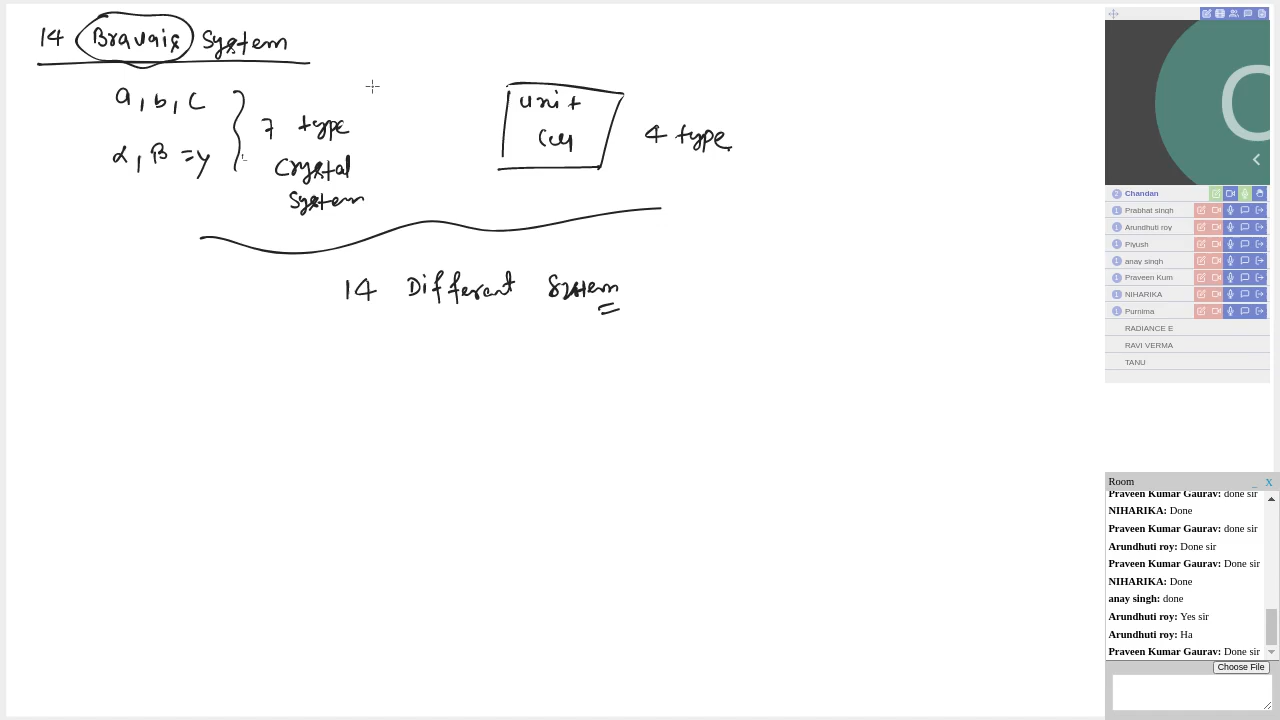 14 Bravais System
a, b, c
α, β = γ
7 type
Crystal
System
unit
Cell
4 type
14 Different System
C
Chandan
Prabhat singh
Arundhuti roy
Piyush
anay singh
Praveen Kum
NIHARIKA
Purnima
RADIANCE E
RAVI VERMA
TANU
Room
_ X
Praveen Kumar Gaurav: done sir
NIHARIKA: Done
Praveen Kumar Gaurav: done sir
Arundhuti roy: Done sir
Praveen Kumar Gaurav: Done sir
NIHARIKA: Done
anay singh: done
Arundhuti roy: Yes sir
Arundhuti roy: Ha
Praveen Kumar Gaurav: Done sir
Choose File